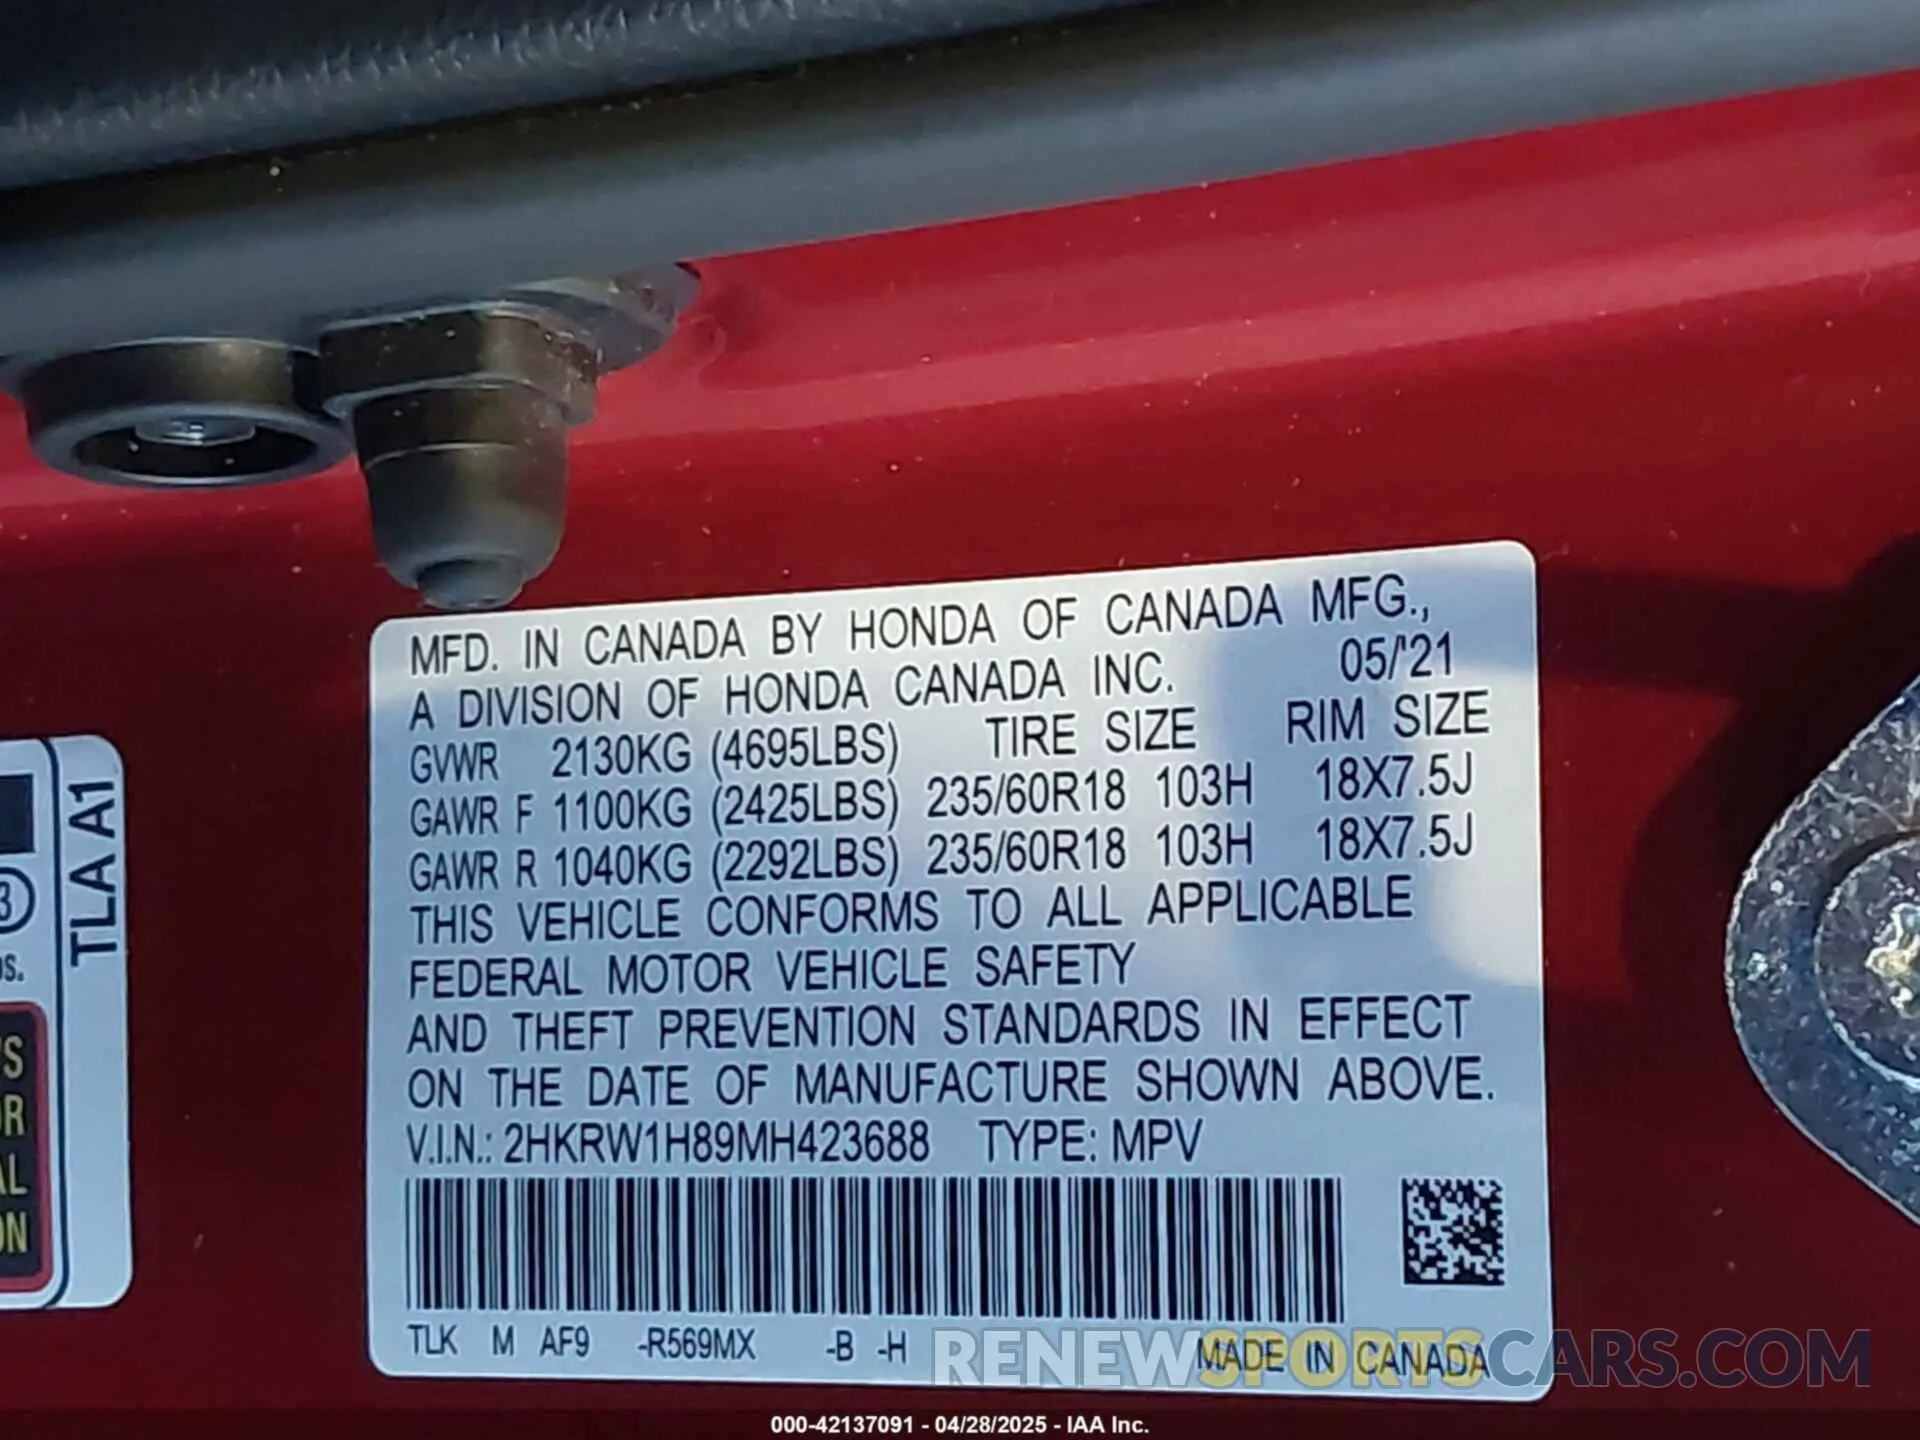 MFD. IN CANADA BY HONDA OF CANADA MFG.,
A DIVISION OF HONDA CANADA INC. 05/'21
GVWR 2130KG (4695LBS) TIRE SIZE RIM SIZE
GAWR F 1100KG (2425LBS) 235/60R18 103H 18X7.5J
GAWR R 1040KG (2292LBS) 235/60R18 103H 18X7.5J
THIS VEHICLE CONFORMS TO ALL APPLICABLE
FEDERAL MOTOR VEHICLE SAFETY
AND THEFT PREVENTION STANDARDS IN EFFECT
ON THE DATE OF MANUFACTURE SHOWN ABOVE.
V.I.N.: 2HKRW1H89MH423688 TYPE: MPV
TLK M AF9 -R569MX -B -H MADE IN CANADA
TLA A1
3
RENEWSPORTSCARS.COM
000-42137091 - 04/28/2025 - IAA Inc.